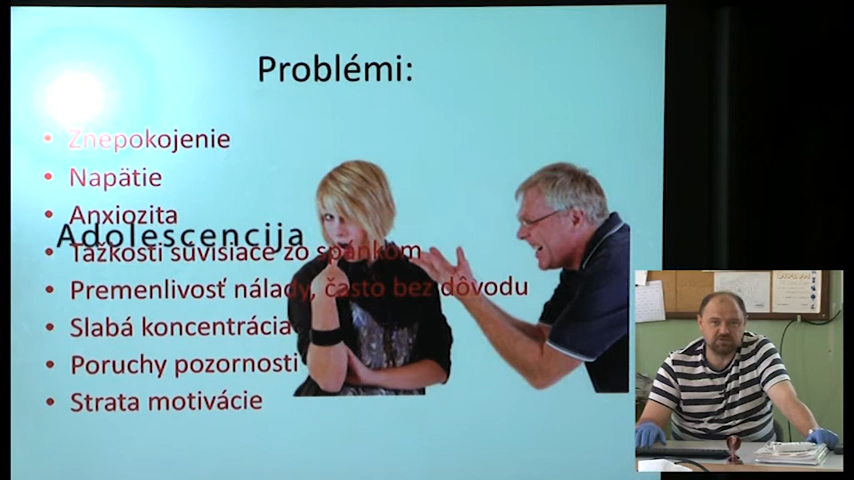 Problémi:
• Znepokojenie
• Napätie
• Anxiozita
Adolescencija
• Ťažkosti súvisiace zo spánkom
• Premenlivosť nálady, často bez dôvodu
• Slabá koncentrácia
• Poruchy pozornosti
• Strata motivácie